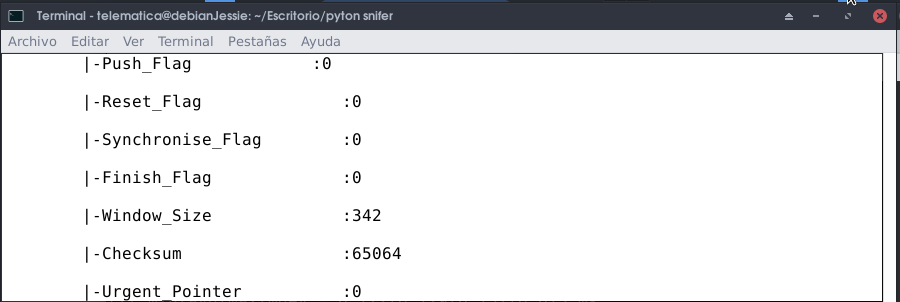 Terminal - telematica@debianJessie: ~/Escritorio/pyton snifer
Archivo Editar Ver Terminal Pestañas Ayuda
|-Push_Flag :0
|-Reset_Flag :0
|-Synchronise_Flag :0
|-Finish_Flag :0
|-Window_Size :342
|-Checksum :65064
|-Urgent_Pointer :0